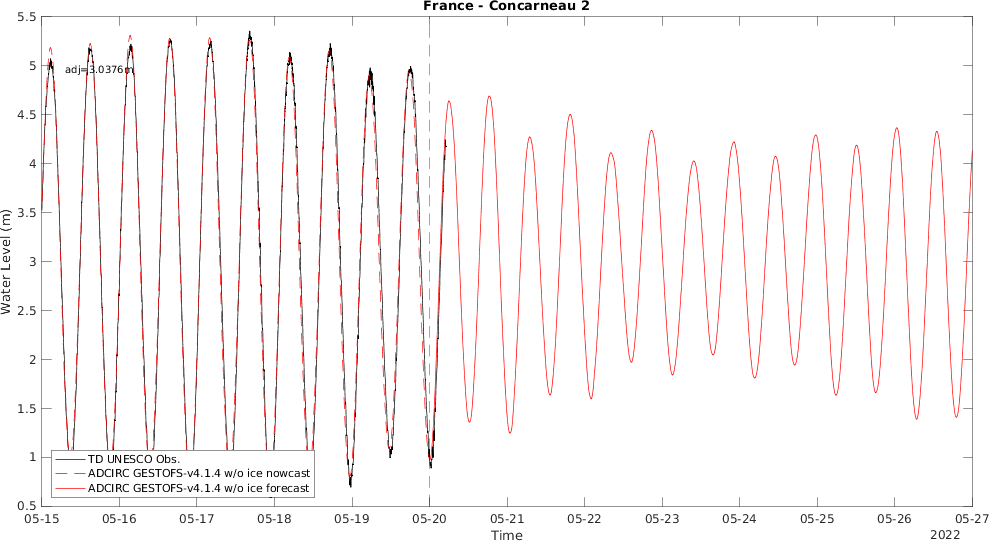 France - Concarneau 2
5.5
5
4.5
4
3.5
3
2.5
2
1.5
1
0.5
Water Level (m)
adj=3.0376m
TD UNESCO Obs.
ADCIRC GESTOFS-v4.1.4 w/o ice nowcast
ADCIRC GESTOFS-v4.1.4 w/o ice forecast
05-15 05-16 05-17 05-18 05-19 05-20 05-21 05-22 05-23 05-24 05-25 05-26 05-27
Time
2022